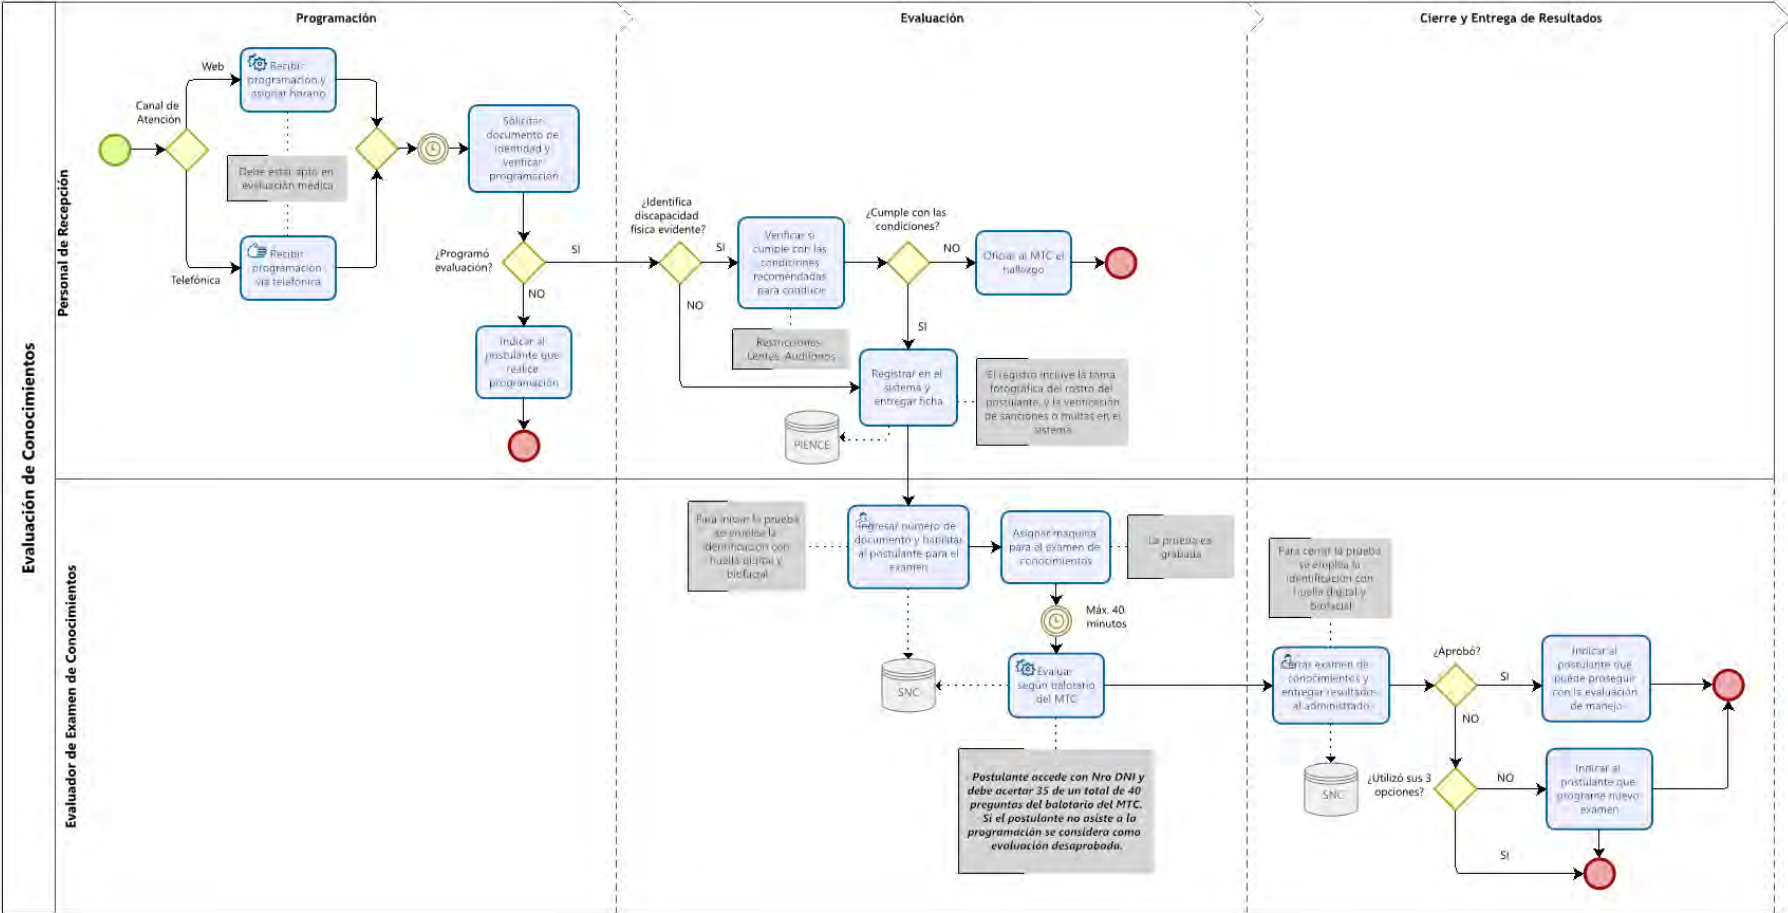 Programación
Evaluación
Cierre y Entrega de Resultados
Evaluación de Conocimientos
Personal de Recepción
Canal de
Atención
Web
Telefónica
Recibir
programación y
asignar horario
Debe estar apto en
evaluación médica
Recibir
programación
vía telefónica
Solicitar
documento de
identidad y
verificar
programación
¿Programó
evaluación?
SI
NO
Indicar al
postulante que
realice
programación
¿Identifica
discapacidad
física evidente?
SI
NO
Verificar si
cumple con las
condiciones
recomendadas
para conducir
Restricciones:
Lentes, Audífonos
¿Cumple con las
condiciones?
NO
SI
Oficiar al MTC el
hallazgo
Registrar en el
sistema y
entregar ficha
El registro incluye la toma
fotográfica del rostro del
postulante, y la verificación
de sanciones o multas en el
sistema
PIENCE
Evaluador de Examen de Conocimientos
Para iniciar la prueba
se emplea la
identificación con
huella digital y
biofacial
Ingresar número de
documento y habilitar
al postulante para el
examen
Asignar maquina
para el examen de
conocimientos
La prueba es
grabada
Máx. 40
minutos
SNC
Evaluar
según balotario
del MTC
Postulante accede con Nro DNI y
debe acertar 35 de un total de 40
preguntas del balotario del MTC.
Si el postulante no asiste a la
programación se considera como
evaluación desaprobada.
Para cerrar la prueba
se emplea la
identificación con
huella digital y
biofacial
Cerrar examen de
conocimientos y
entregar resultados
al administrado
SNC
¿Aprobó?
SI
NO
Indicar al
postulante que
puede proseguir
con la evaluación
de manejo
¿Utilizó sus 3
opciones?
NO
SI
Indicar al
postulante que
programe nuevo
examen